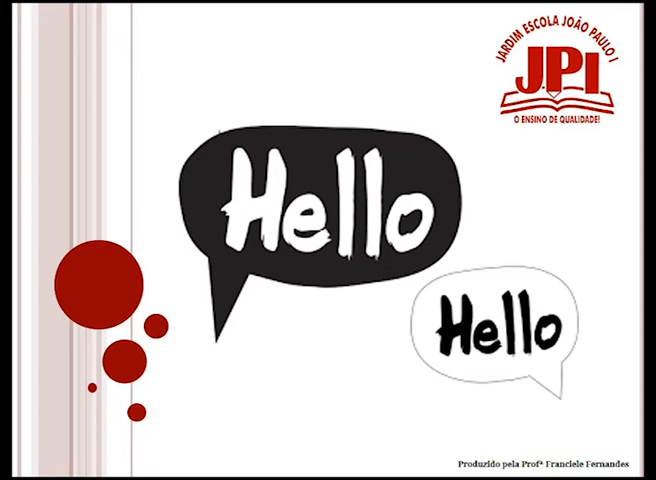 JARDIM ESCOLA JOÃO PAULO I
JPI
O ENSINO DE QUALIDADE!
Hello
Hello
Produzido pela Profª Franciele Fernandes